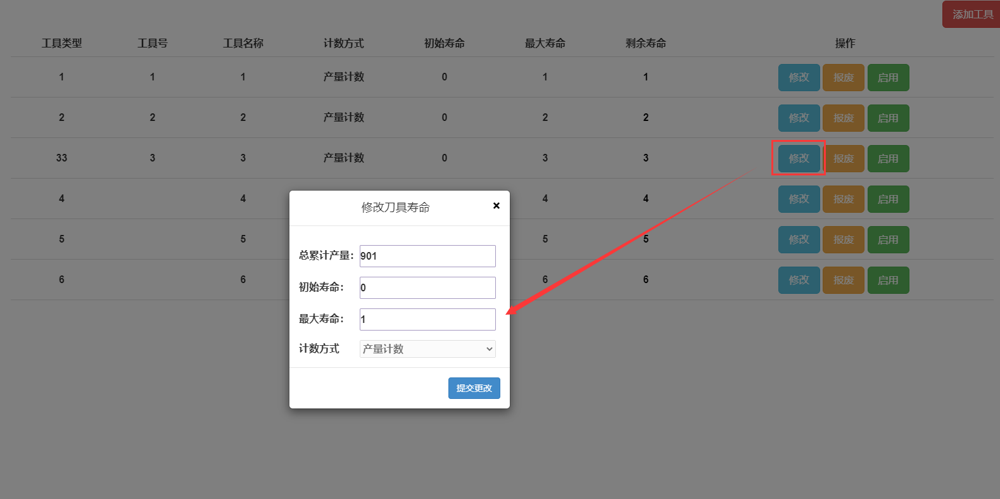 添加工具
工具类型 工具号 工具名称 计数方式 初始寿命 最大寿命 剩余寿命 操作
1 1 1 产量计数 0 1 1 修改 报废 启用
2 2 2 产量计数 0 2 2 修改 报废 启用
33 3 3 产量计数 0 3 3 修改 报废 启用
4 4 4 4 修改 报废 启用
5 5 5 5 修改 报废 启用
6 6 6 6 修改 报废 启用
修改刀具寿命 ×
总累计产量: 901
初始寿命: 0
最大寿命: 1
计数方式 产量计数
提交更改